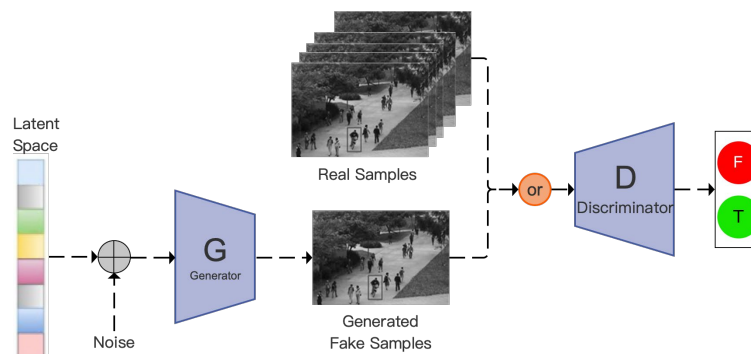 Latent
Space
Real Samples
or
D
Discriminator
F
T
G
Generator
Noise
Generated
Fake Samples